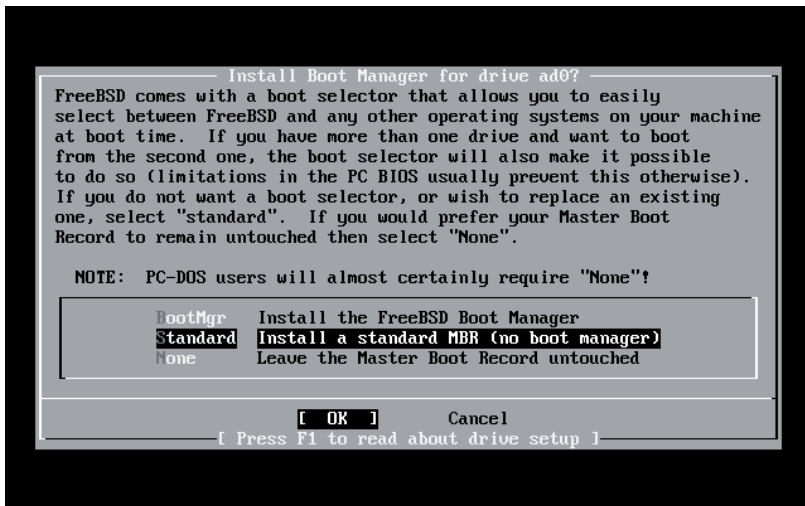 Install Boot Manager for drive ad0?
FreeBSD comes with a boot selector that allows you to easily
select between FreeBSD and any other operating systems on your machine
at boot time.  If you have more than one drive and want to boot
from the second one, the boot selector will also make it possible
to do so (limitations in the PC BIOS usually prevent this otherwise).
If you do not want a boot selector, or wish to replace an existing
one, select "standard".  If you would prefer your Master Boot
Record to remain untouched then select "None".
NOTE:  PC-DOS users will almost certainly require "None"!
BootMgr   Install the FreeBSD Boot Manager
Standard  Install a standard MBR (no boot manager)
None      Leave the Master Boot Record untouched
[  OK  ]       Cancel
[ Press F1 to read about drive setup ]